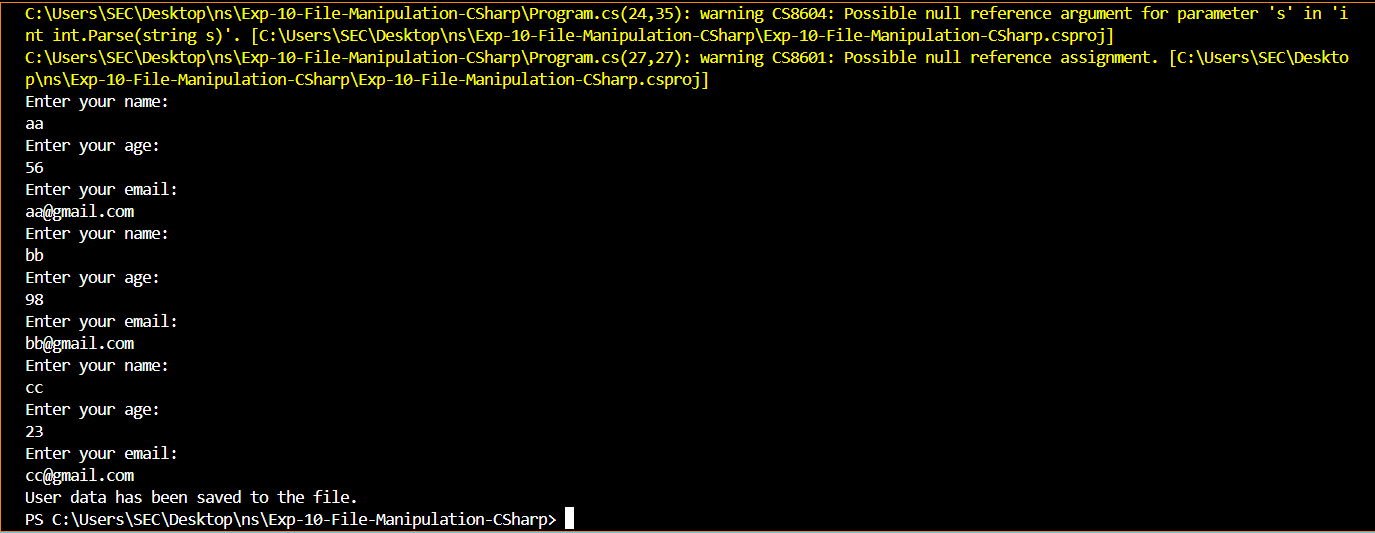 C:\Users\SEC\Desktop\ns\Exp-10-File-Manipulation-CSharp\Program.cs(24,35): warning CS8604: Possible null reference argument for parameter 's' in 'i
nt int.Parse(string s)'. [C:\Users\SEC\Desktop\ns\Exp-10-File-Manipulation-CSharp\Exp-10-File-Manipulation-CSharp.csproj]
C:\Users\SEC\Desktop\ns\Exp-10-File-Manipulation-CSharp\Program.cs(27,27): warning CS8601: Possible null reference assignment. [C:\Users\SEC\Deskto
p\ns\Exp-10-File-Manipulation-CSharp\Exp-10-File-Manipulation-CSharp.csproj]
Enter your name:
aa
Enter your age:
56
Enter your email:
aa@gmail.com
Enter your name:
bb
Enter your age:
98
Enter your email:
bb@gmail.com
Enter your name:
cc
Enter your age:
23
Enter your email:
cc@gmail.com
User data has been saved to the file.
PS C:\Users\SEC\Desktop\ns\Exp-10-File-Manipulation-CSharp>